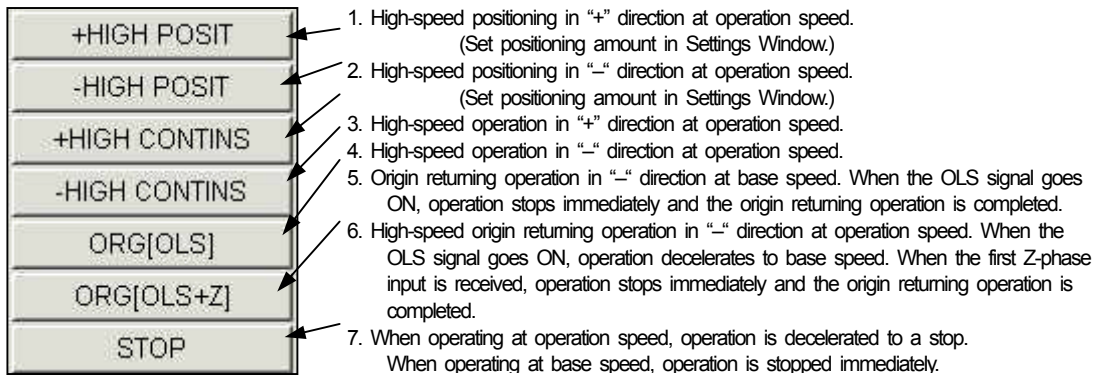 +HIGH POSIT
-HIGH POSIT
+HIGH CONTINS
-HIGH CONTINS
ORG[OLS]
ORG[OLS+Z]
STOP
1. High-speed positioning in “+” direction at operation speed.
(Set positioning amount in Settings Window.)
2. High-speed positioning in “–“ direction at operation speed.
(Set positioning amount in Settings Window.)
3. High-speed operation in “+” direction at operation speed.
4. High-speed operation in “–“ direction at operation speed.
5. Origin returning operation in “–“ direction at base speed. When the OLS signal goes
ON, operation stops immediately and the origin returning operation is completed.
6. High-speed origin returning operation in “–“ direction at operation speed. When the
OLS signal goes ON, operation decelerates to base speed. When the first Z-phase
input is received, operation stops immediately and the origin returning operation is
completed.
7. When operating at operation speed, operation is decelerated to a stop.
When operating at base speed, operation is stopped immediately.